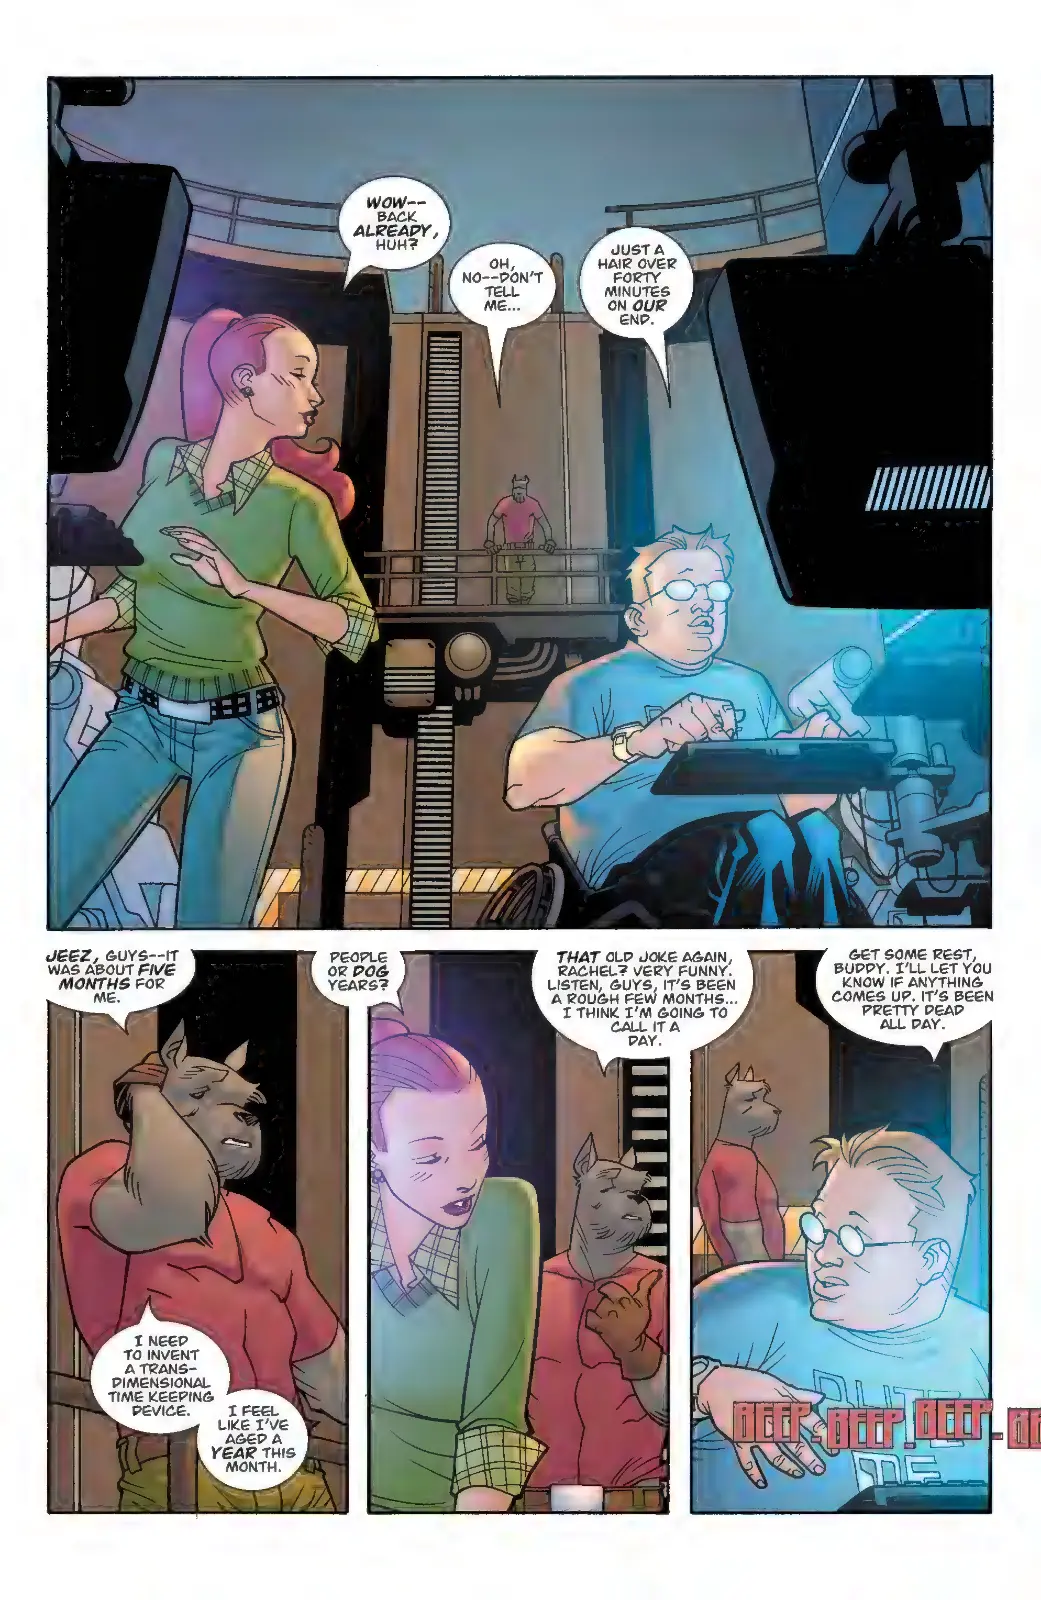 WOW--
BACK
ALREADY,
HUH?
OH,
NO--DON'T
TELL
ME...
JUST A
HAIR OVER
FORTY
MINUTES
ON OUR
END.
JEEZ, GUYS--IT
WAS ABOUT FIVE
MONTHS FOR
ME.
I NEED
TO INVENT
A TRANS-
DIMENSIONAL
TIME KEEPING
DEVICE.
I FEEL
LIKE I'VE
AGED A
YEAR THIS
MONTH.
PEOPLE
OR DOG
YEARS?
THAT OLD JOKE AGAIN,
RACHEL? VERY FUNNY.
LISTEN, GUYS, IT'S BEEN
A ROUGH FEW MONTHS...
I THINK I'M GOING TO
CALL IT A
DAY.
GET SOME REST,
BUDDY. I'LL LET YOU
KNOW IF ANYTHING
COMES UP. IT'S BEEN
PRETTY DEAD
ALL DAY.
BEEP-BEEP-BEEP-BE
ME